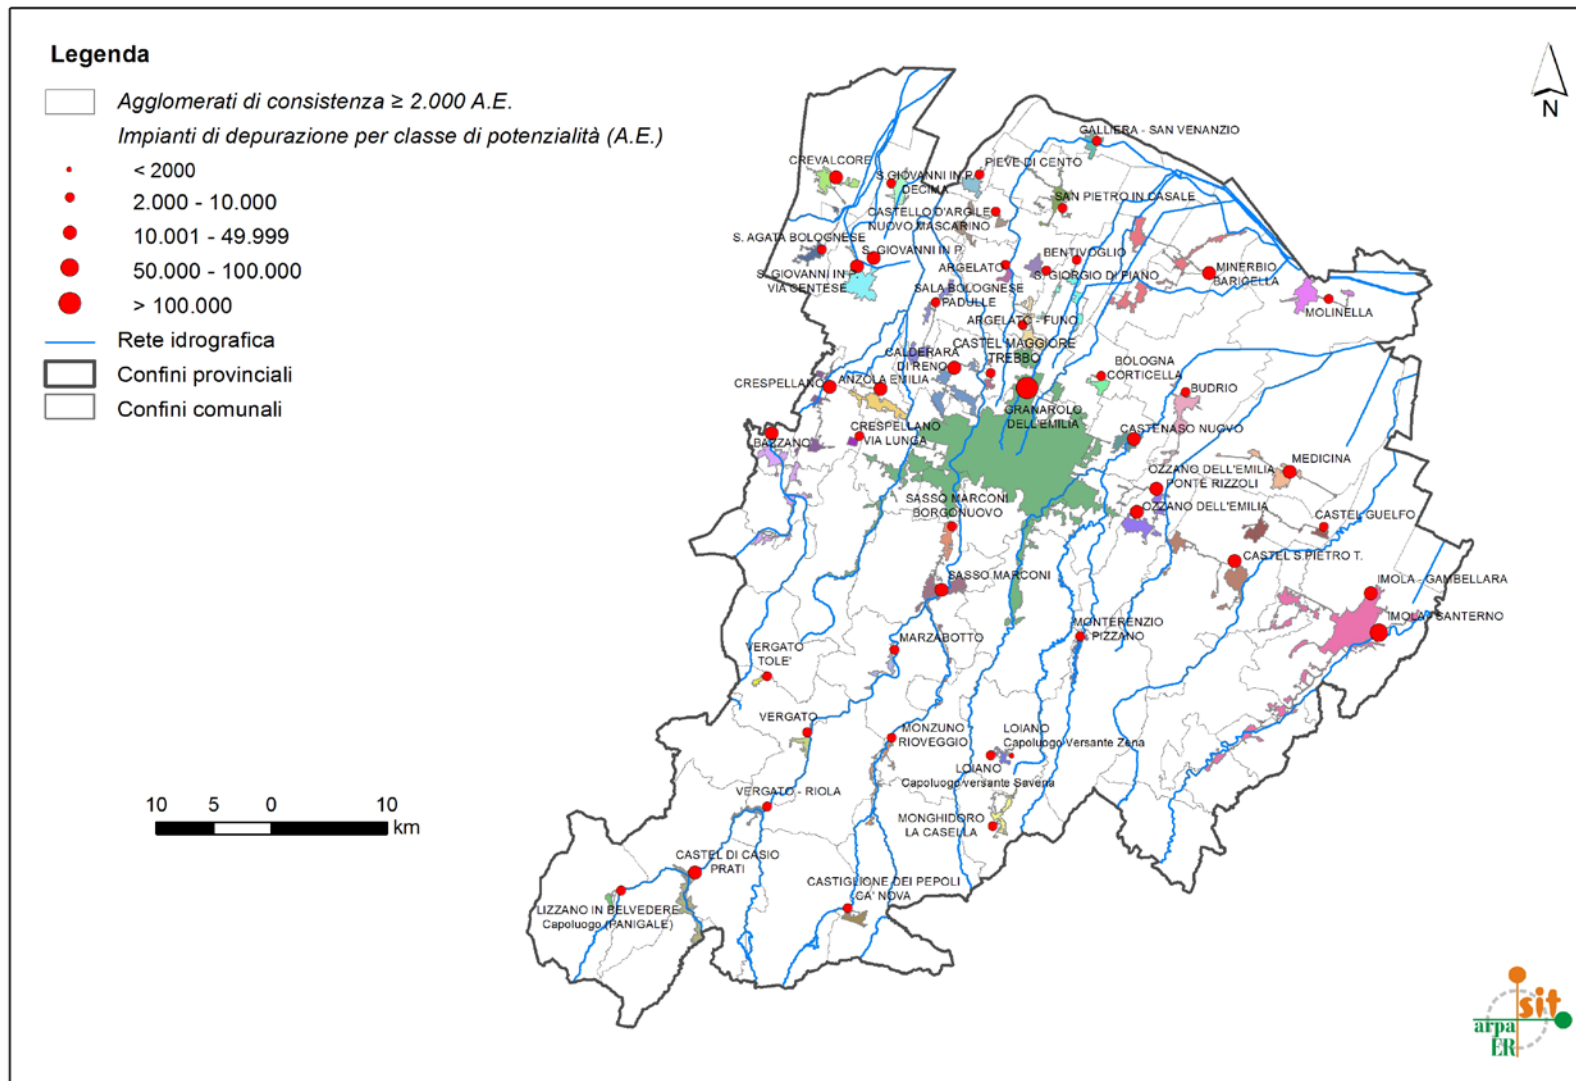 Legenda
Agglomerati di consistenza ≥ 2.000 A.E.
Impianti di depurazione per classe di potenzialità (A.E.)
< 2000
2.000 - 10.000
10.001 - 49.999
50.000 - 100.000
> 100.000
Rete idrografica
Confini provinciali
Confini comunali
N
GALLIERA - SAN VENANZIO
CREVALCORE
S.GIOVANNI IN P.
DECIMA
PIEVE DI CENTO
SAN PIETRO IN CASALE
CASTELLO D'ARGILE
NUOVO MASCARINO
S. AGATA BOLOGNESE
S. GIOVANNI IN P.
S. GIOVANNI IN P.
VIA CENTESE
ARGELATO
BENTIVOGLIO
S. GIORGIO DI PIANO
MINERBIO
BARICELLA
MOLINELLA
SALA BOLOGNESE
PADULLE
ARGELATO - FUNO
CASTEL MAGGIORE
TREBBO
CALDERARA
DI RENO
BOLOGNA
CORTICELLA
CRESPELLANO
ANZOLA EMILIA
BUDRIO
GRANAROLO
DELL'EMILIA
CRESPELLANO
VIA LUNGA
BAZZANO
CASTENASO NUOVO
MEDICINA
OZZANO DELL'EMILIA
PONTE RIZZOLI
SASSO MARCONI
BORGONUOVO
OZZANO DELL'EMILIA
CASTEL GUELFO
CASTEL S.PIETRO T.
SASSO MARCONI
IMOLA - GAMBELLARA
IMOLA - SANTERNO
MONTERENZIO
PIZZANO
MARZABOTTO
VERGATO
TOLE'
VERGATO
MONZUNO
RIOVEGGIO
LOIANO
Capoluogo Versante Zena
LOIANO
Capoluogo versante Savena
VERGATO - RIOLA
MONGHIDORO
LA CASELLA
CASTEL DI CASIO
PRATI
CASTIGLIONE DEI PEPOLI
CA' NOVA
LIZZANO IN BELVEDERE
Capoluogo (PANIGALE)
10 5 0 10
km
sit
arpa
ER